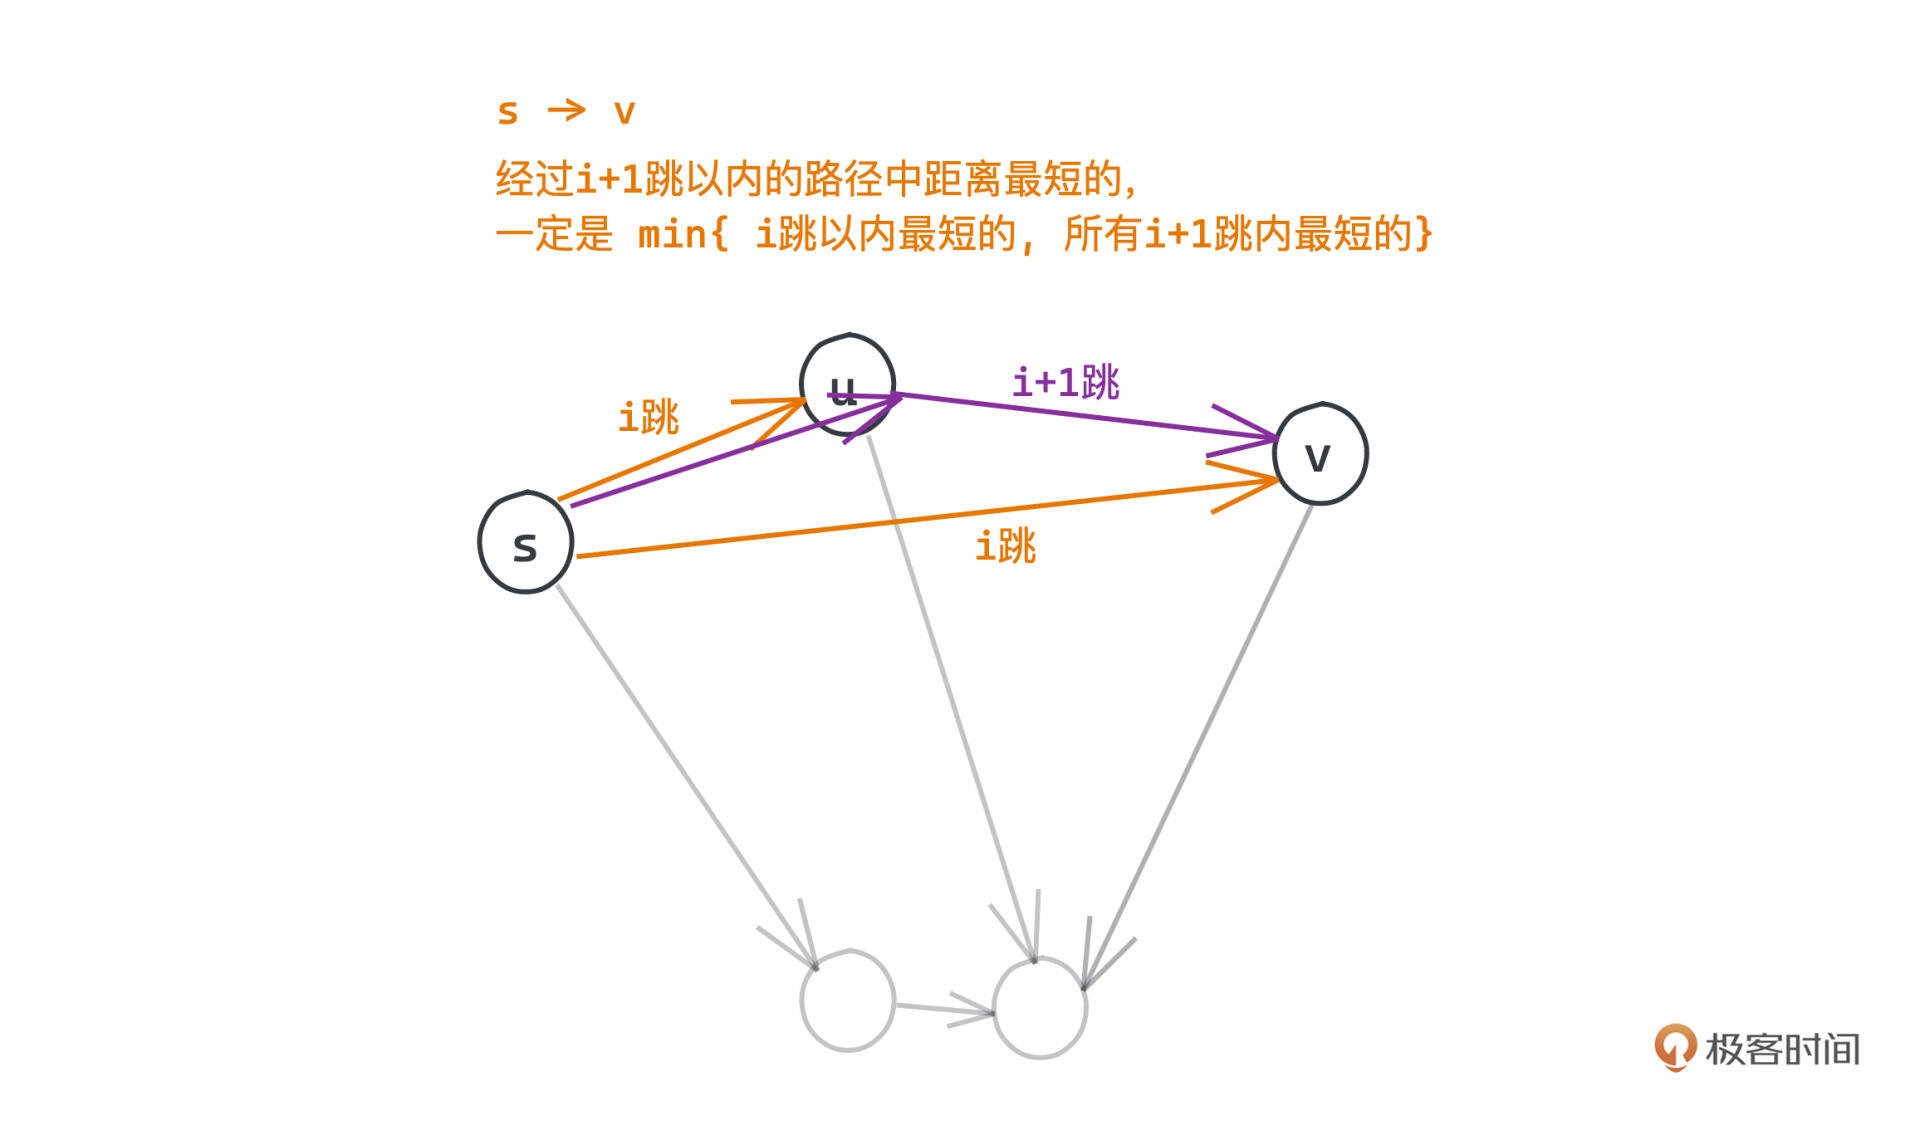 s → v
经过i+1跳以内的路径中距离最短的,
一定是 min{ i跳以内最短的, 所有i+1跳内最短的}
u
i+1跳
i跳
v
s
i跳
极客时间